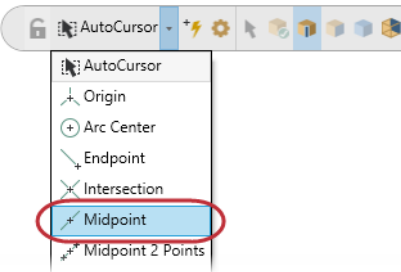 AutoCursor
AutoCursor
Origin
Arc Center
Endpoint
Intersection
Midpoint
Midpoint 2 Points